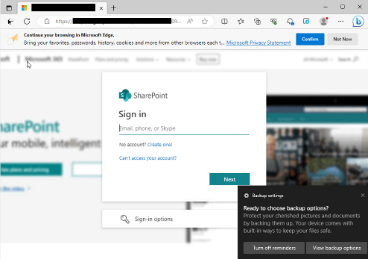 https://
Continue your browsing in Microsoft Edge.
Bring your favorites, passwords, history, cookies and more from other browsers each t... Microsoft Privacy Statement
Confirm
Not Now
Microsoft 365
SharePoint
Sign in
Email, phone, or Skype
No account? Create one!
Can't access your account?
Next
Sign-in options
arePoint
ur mobile, intelligent
Backup settings
Ready to choose backup options?
Protect your cherished pictures and documents
by backing them up. Your device comes with
built-in ways to keep your files safe.
Turn off reminders
View backup options